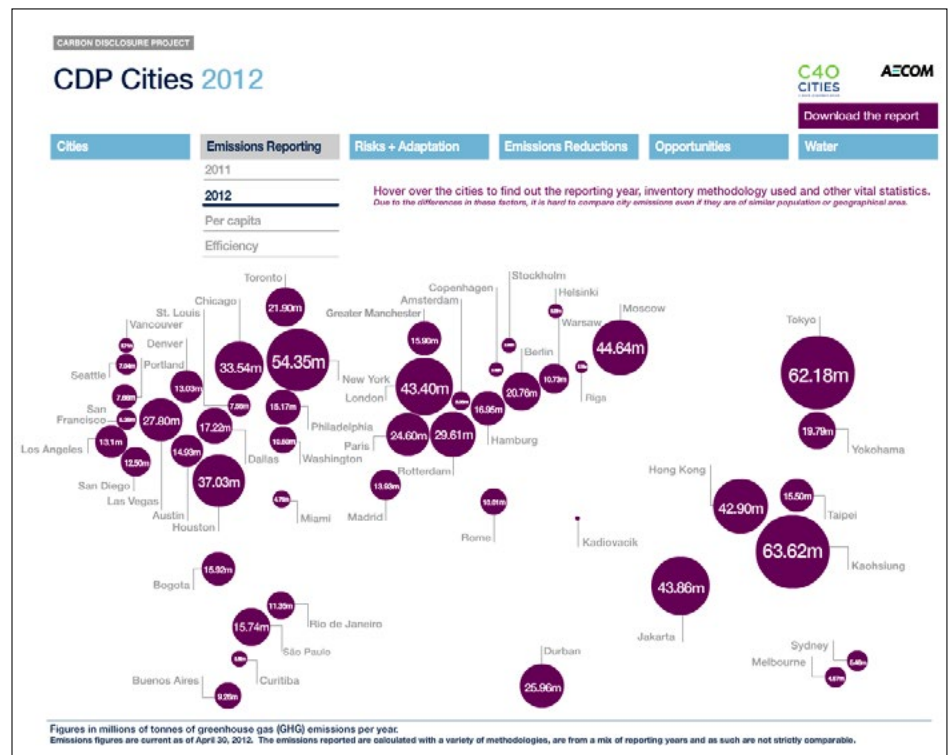 CARBON DISCLOSURE PROJECT
CDP Cities 2012
C40
CITIES
AECOM
Download the report
Cities
Emissions Reporting
Risks + Adaptation
Emissions Reductions
Opportunities
Water
2011
2012
Per capita
Efficiency
Hover over the cities to find out the reporting year, inventory methodology used and other vital statistics.
Due to the differences in these factors, it is hard to compare city emissions even if they are of similar population or geographical area.
Toronto
21.90m
Chicago
33.54m
St. Louis
Vancouver
Denver
13.03m
Portland
Seattle
San
Francisco
Los Angeles
13.1m
San Diego
12.50m
Las Vegas
27.80m
Austin
14.93m
Houston
37.03m
Dallas
17.22m
New York
54.35m
Philadelphia
Washington
Miami
Greater Manchester
15.90m
London
43.40m
Amsterdam
Copenhagen
Stockholm
Helsinki
Warsaw
10.73m
Berlin
20.76m
Moscow
44.64m
Riga
Hamburg
16.95m
Paris
24.60m
Rotterdam
29.61m
Madrid
13.93m
Rome
10.01m
Kadiovacik
Tokyo
62.18m
Yokohama
19.79m
Hong Kong
42.90m
Taipei
15.50m
Kaohsiung
63.62m
Jakarta
43.86m
Bogota
15.92m
Rio de Janeiro
11.35m
São Paulo
15.74m
Curitiba
Buenos Aires
Durban
25.96m
Sydney
Melbourne
Figures in millions of tonnes of greenhouse gas (GHG) emissions per year.
Emissions figures are current as of April 30, 2012. The emissions reported are calculated with a variety of methodologies, are from a mix of reporting years and as such are not strictly comparable.